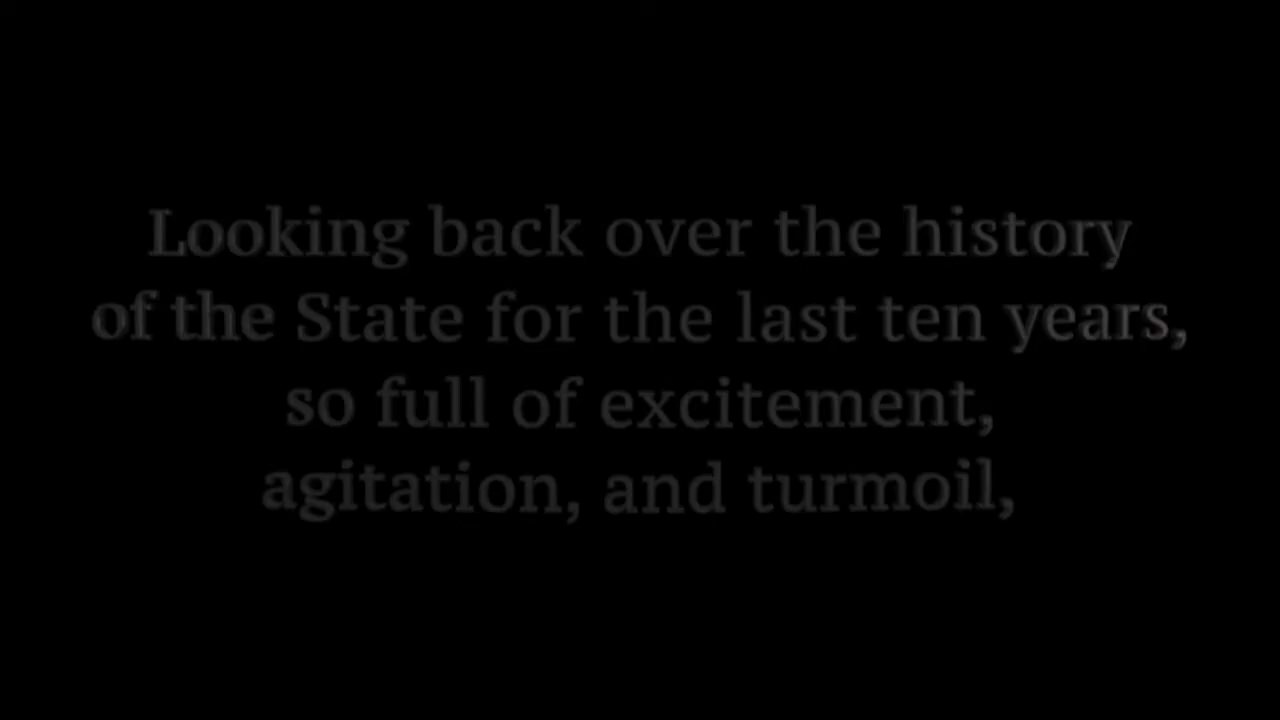 Looking back over the history
of the State for the last ten years,
so full of excitement,
agitation, and turmoil,